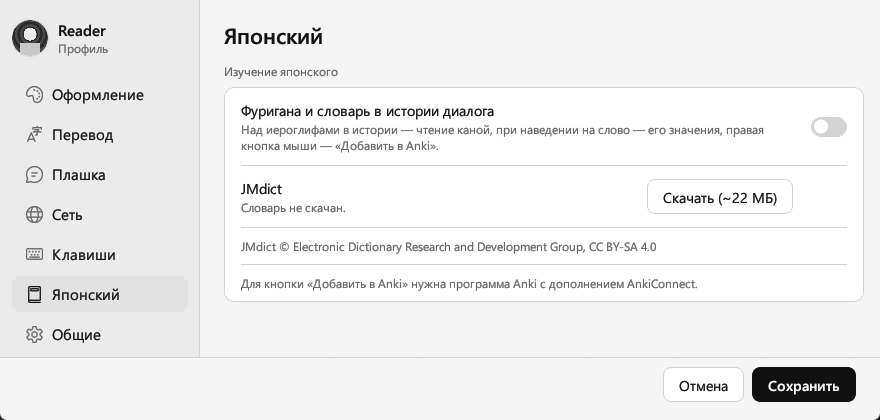 Reader
Профиль
Оформление
Перевод
Плашка
Сеть
Клавиши
Японский
Общие
Японский
Изучение японского
Фуригана и словарь в истории диалога
Над иероглифами в истории — чтение каной, при наведении на слово — его значения, правая
кнопка мыши — «Добавить в Anki».
JMdict
Словарь не скачан.
Скачать (~22 МБ)
JMdict © Electronic Dictionary Research and Development Group, CC BY-SA 4.0
Для кнопки «Добавить в Anki» нужна программа Anki с дополнением AnkiConnect.
Отмена
Сохранить